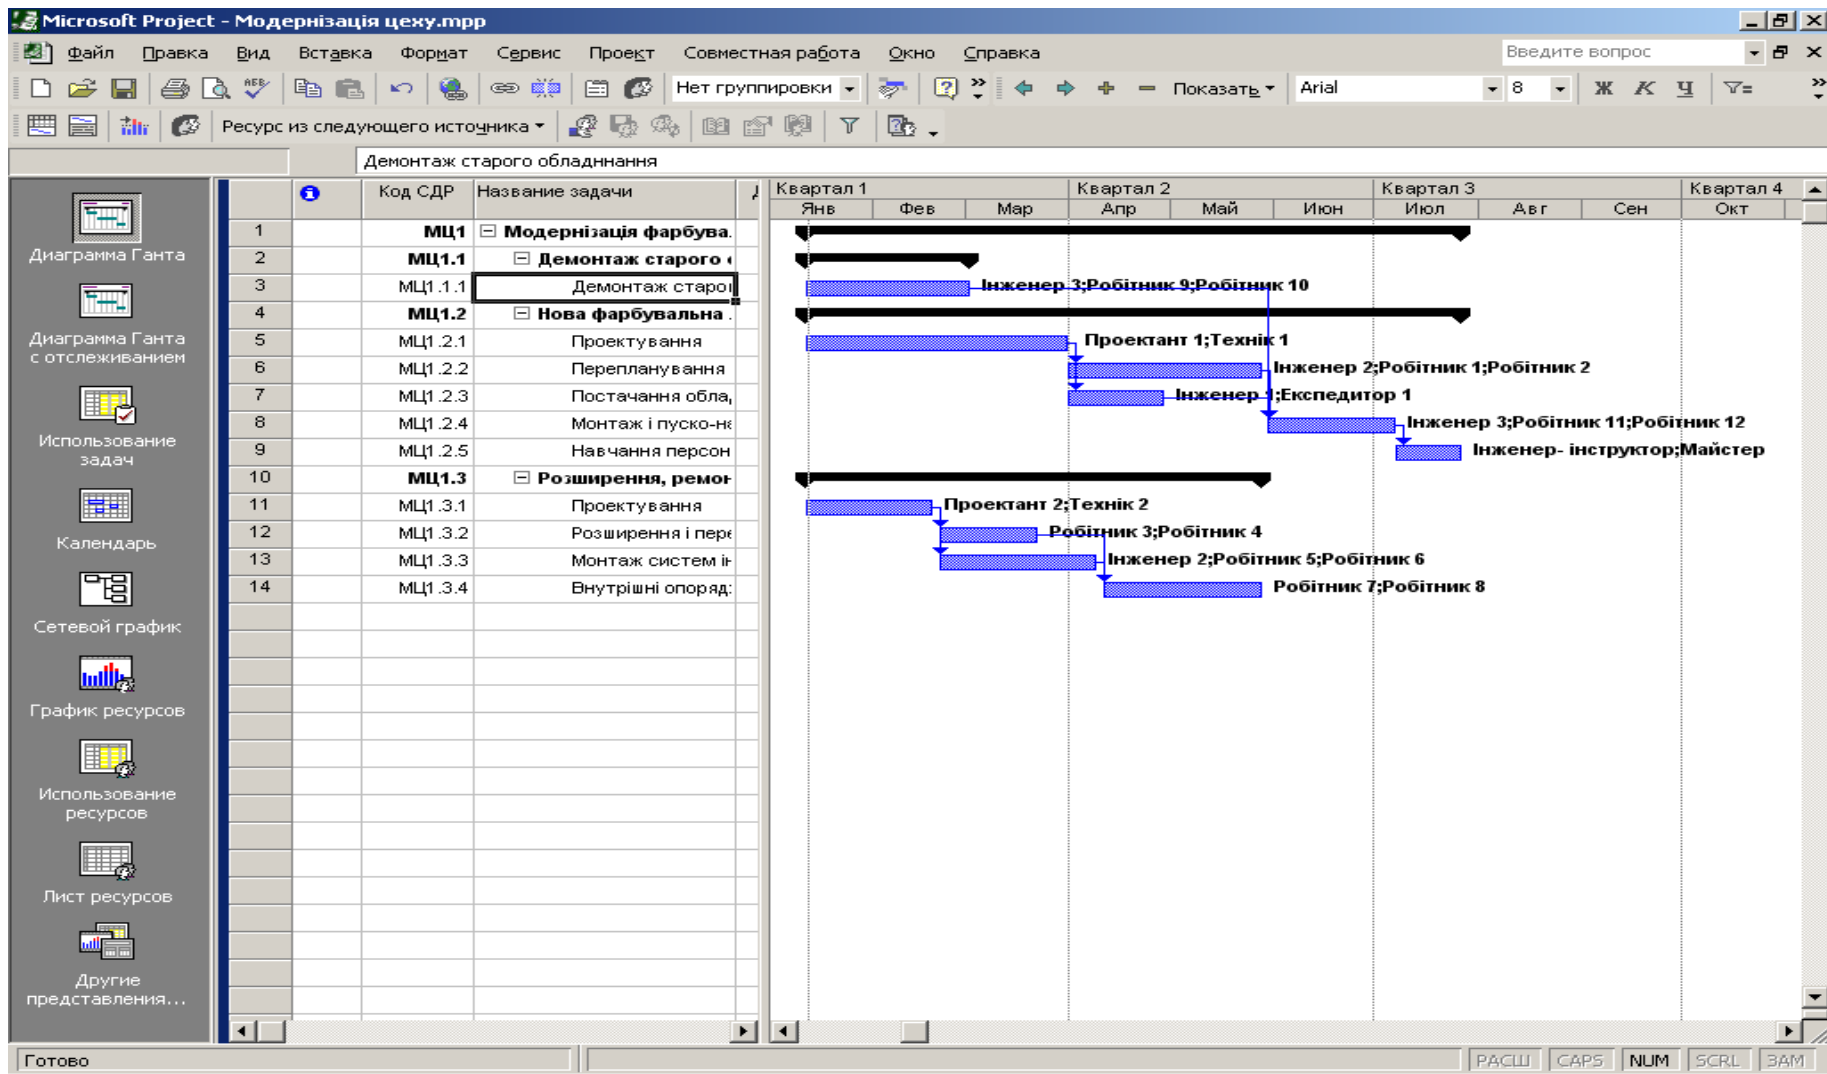 Microsoft Project - Модернізація цеху.mpp
Файл Правка Вид Вставка Формат Сервис Проект Совместная работа Окно Справка Введите вопрос
Нет группировки Показать Arial 8 Ж К Ч
Ресурс из следующего источника
Демонтаж старого обладннання
Код СДР Название задачи
Квартал 1 Квартал 2 Квартал 3 Квартал 4
Янв Фев Мар Апр Май Июн Июл Авг Сен Окт
1 МЦ1 Модернізація фарбува.
2 МЦ1.1 Демонтаж старого
3 МЦ1.1.1 Демонтаж старо Інженер 3;Робітник 9;Робітник 10
4 МЦ1.2 Нова фарбувальна
5 МЦ1.2.1 Проектування Проектант 1;Технік 1
6 МЦ1.2.2 Перепланування Інженер 2;Робітник 1;Робітник 2
7 МЦ1.2.3 Постачання обла Інженер 1;Експедитор 1
8 МЦ1.2.4 Монтаж і пуско-на Інженер 3;Робітник 11;Робітник 12
9 МЦ1.2.5 Навчання персон Інженер- інструктор;Майстер
10 МЦ1.3 Розширення, ремон
11 МЦ1.3.1 Проектування Проектант 2;Технік 2
12 МЦ1.3.2 Розширення і пере Робітник 3;Робітник 4
13 МЦ1.3.3 Монтаж систем ін Інженер 2;Робітник 5;Робітник 6
14 МЦ1.3.4 Внутрішні опоряд Робітник 7;Робітник 8
Диаграмма Ганта
Диаграмма Ганта
с отслеживанием
Использование
задач
Календарь
Сетевой график
График ресурсов
Использование
ресурсов
Лист ресурсов
Другие
представления...
Готово РАСШ CAPS NUM SCRL ЗАМ